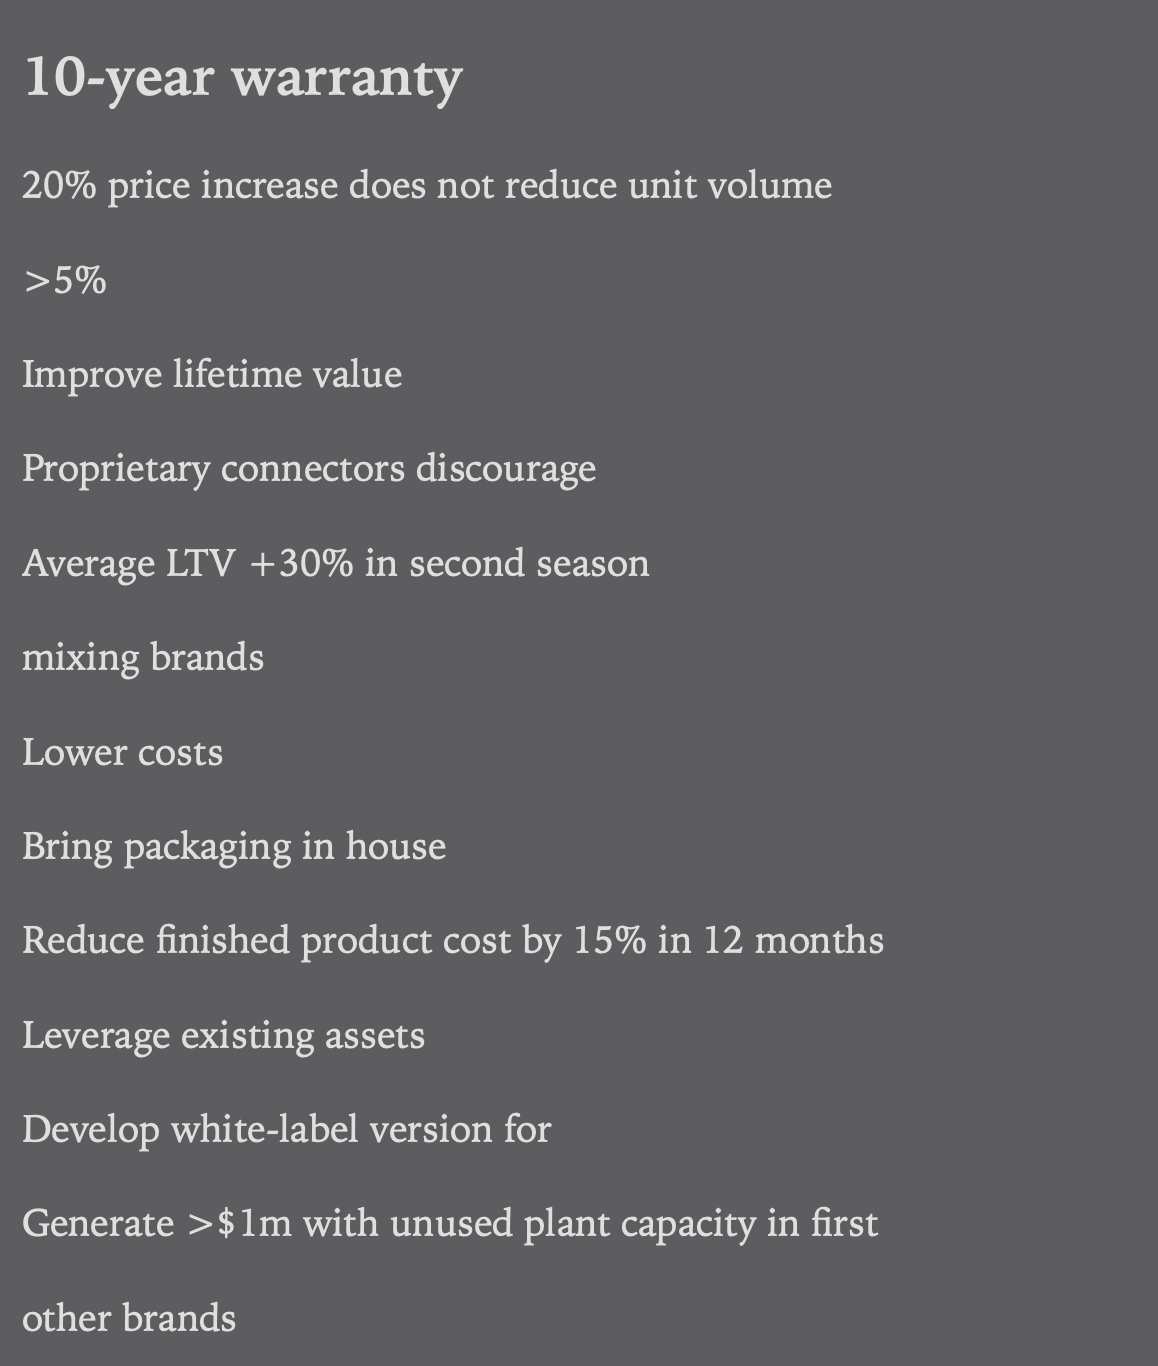 10-year warranty
20% price increase does not reduce unit volume
>5%
Improve lifetime value
Proprietary connectors discourage
Average LTV +30% in second season
mixing brands
Lower costs
Bring packaging in house
Reduce finished product cost by 15% in 12 months
Leverage existing assets
Develop white-label version for
Generate >$1m with unused plant capacity in first
other brands